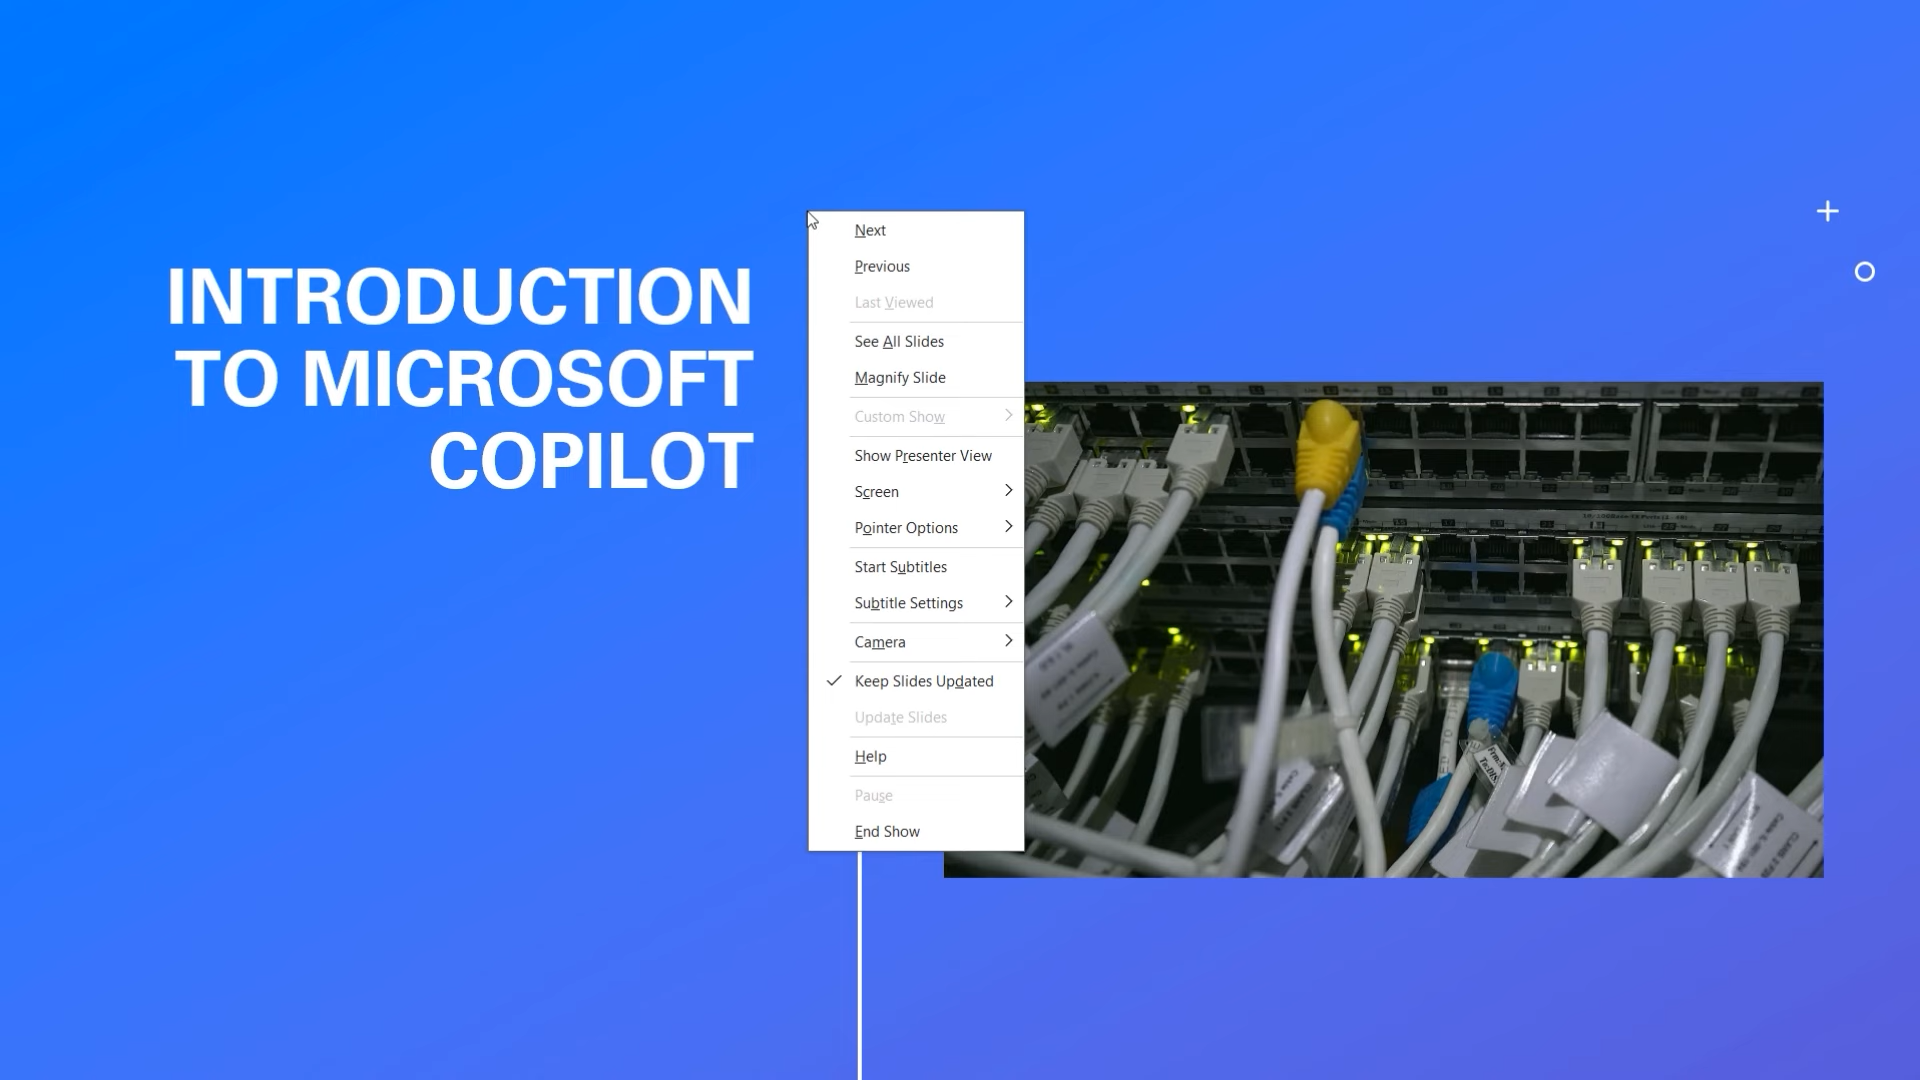 INTRODUCTION
TO MICROSOFT
COPILOT
Next
Previous
Last Viewed
See All Slides
Magnify Slide
Custom Show
Show Presenter View
Screen
Pointer Options
Start Subtitles
Subtitle Settings
Camera
Keep Slides Updated
Update Slides
Help
Pause
End Show